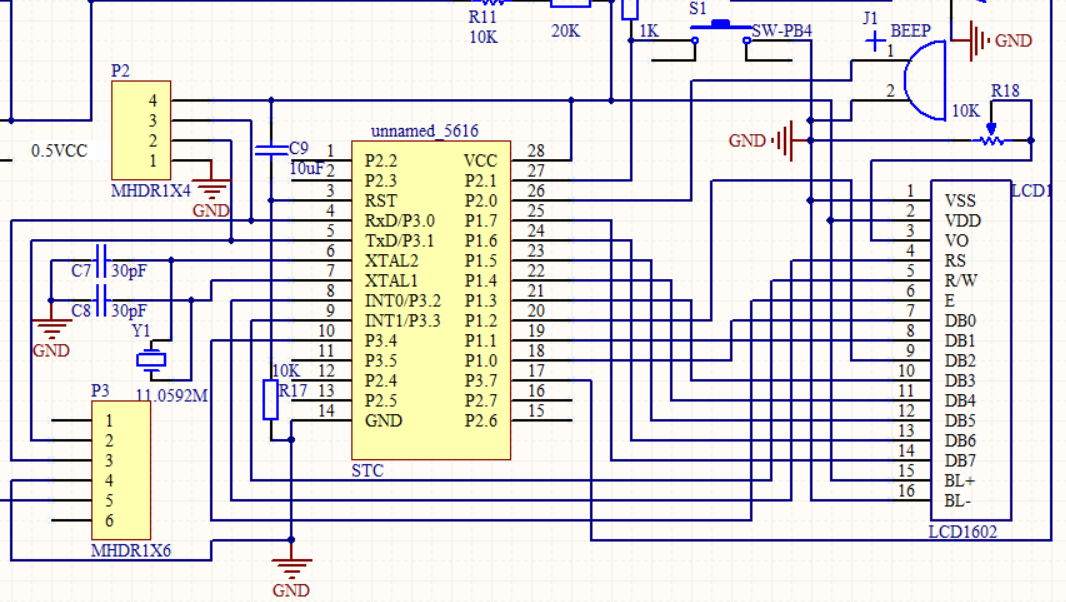 R11
10K
20K
1K
S1
SW-PB4
J1
BEEP
1
2
GND
R18
10K
GND
P2
4
3
2
1
0.5VCC
MHDR1X4
GND
C9
10uF
unnamed_5616
1 P2.2 VCC 28
2 P2.3 P2.1 27
3 RST P2.0 26
4 RxD/P3.0 P1.7 25
5 TxD/P3.1 P1.6 24
6 XTAL2 P1.5 23
7 XTAL1 P1.4 22
8 INT0/P3.2 P1.3 21
9 INT1/P3.3 P1.2 20
10 P3.4 P1.1 19
11 P3.5 P1.0 18
12 P2.4 P3.7 17
13 P2.5 P2.7 16
14 GND P2.6 15
STC
C7 30pF
C8 30pF
GND
Y1
11.0592M
10K
R17
P3
1
2
3
4
5
6
MHDR1X6
GND
LCD1
1 VSS
2 VDD
3 VO
4 RS
5 R/W
6 E
7 DB0
8 DB1
9 DB2
10 DB3
11 DB4
12 DB5
13 DB6
14 DB7
15 BL+
16 BL-
LCD1602